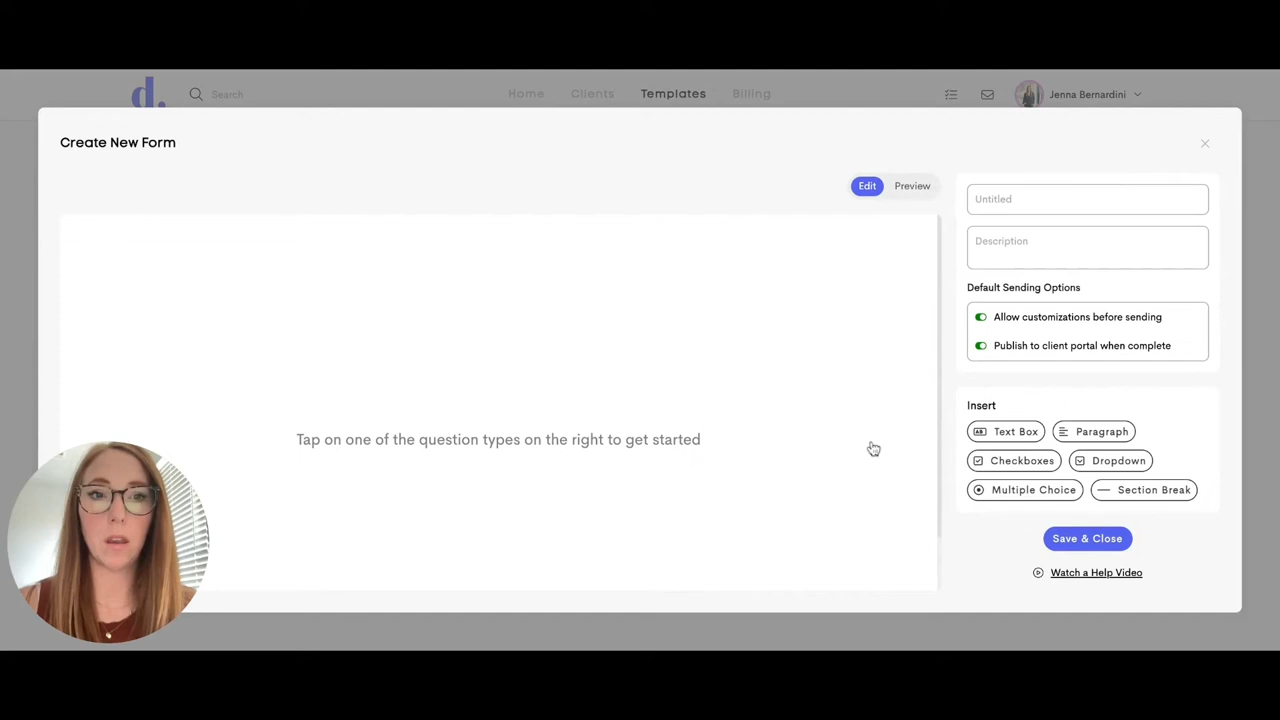 d.
Search
Home
Clients
Templates
Billing
Jenna Bernardini
Create New Form
Edit
Preview
Untitled
Description
Default Sending Options
Allow customizations before sending
Publish to client portal when complete
Tap on one of the question types on the right to get started
Insert
AB Text Box
Paragraph
Checkboxes
Dropdown
Multiple Choice
Section Break
Save & Close
Watch a Help Video